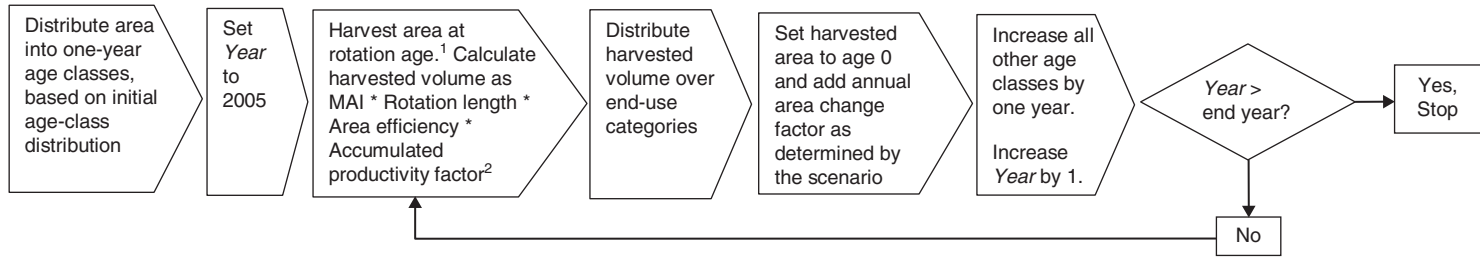 Distribute area
into one-year
age classes,
based on initial
age-class
distribution
Set
Year
to
2005
Harvest area at
rotation age.¹ Calculate
harvested volume as
MAI * Rotation length *
Area efficiency *
Accumulated
productivity factor²
Distribute
harvested
volume over
end-use
categories
Set harvested
area to age 0
and add annual
area change
factor as
determined by
the scenario
Increase all
other age
classes by
one year.
Increase
Year by 1.
Year >
end year?
Yes,
Stop
No